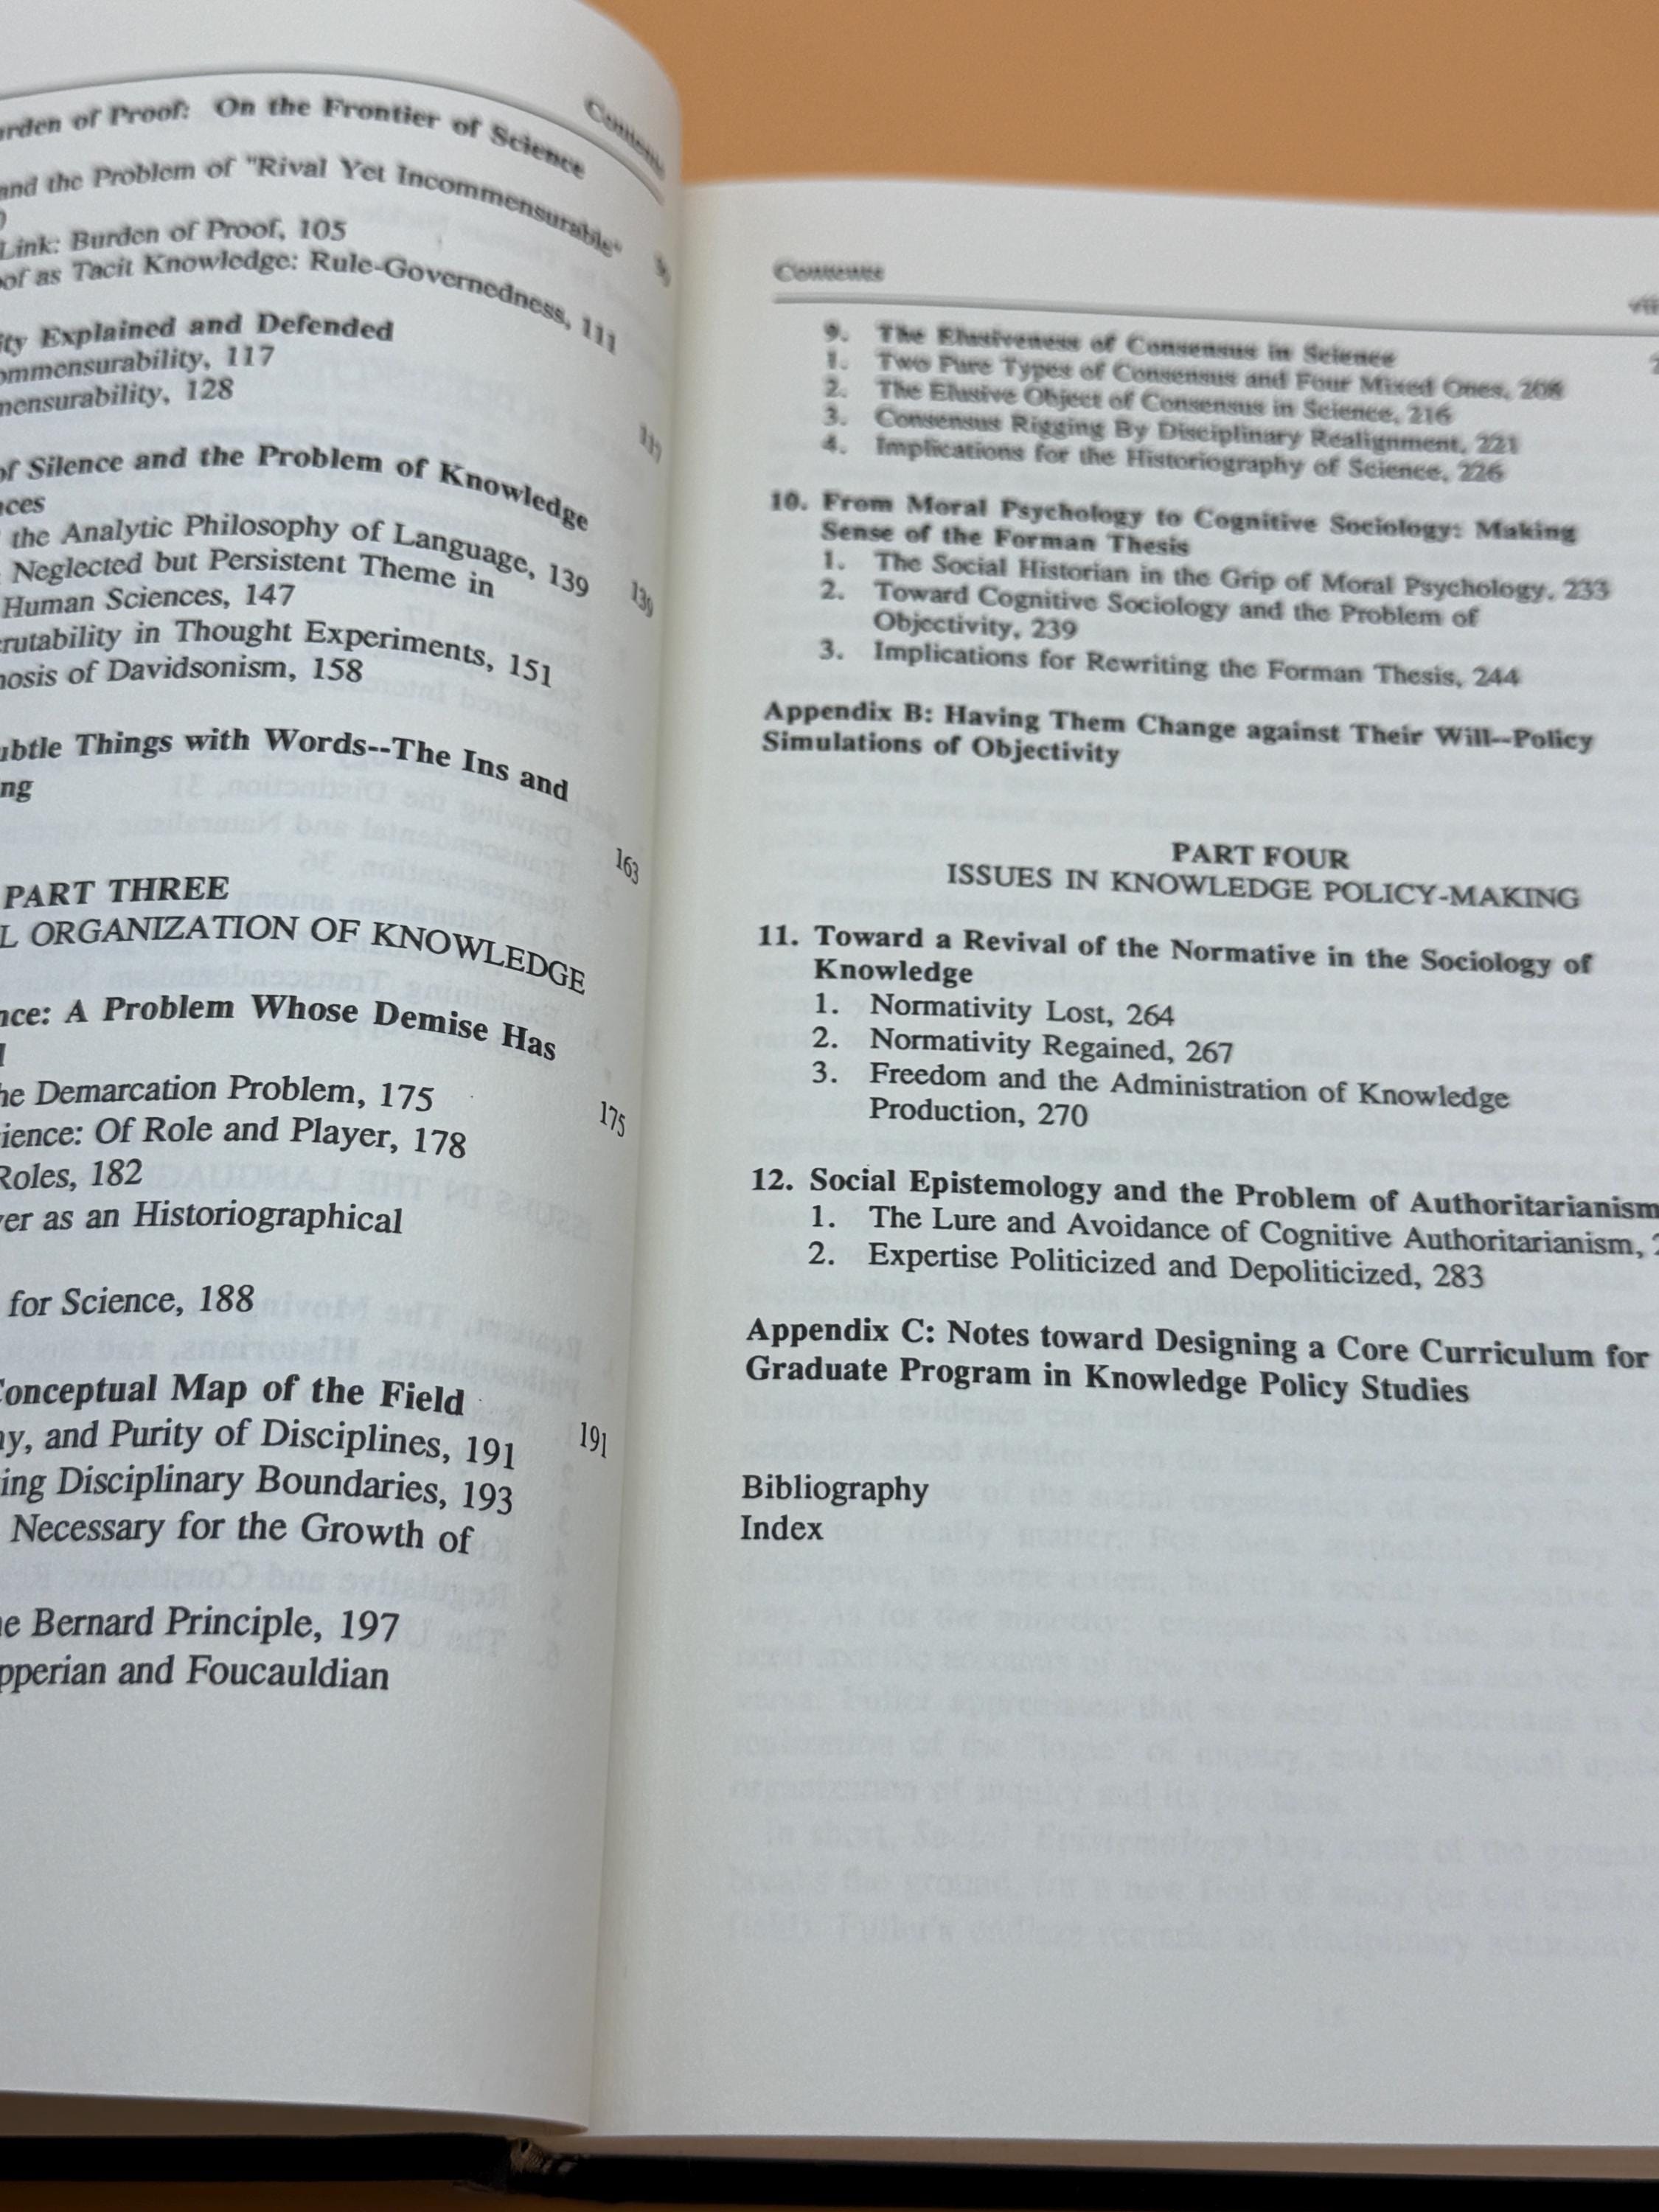 Contents
urden of Proof: On the Frontier of Science
and the Problem of "Rival Yet Incommensurable"
Link: Burden of Proof, 105
of as Tacit Knowledge: Rule-Governedness, 111
ity Explained and Defended
117
ommensurability, 117
mensurability, 128
of Silence and the Problem of Knowledge
nces
139
the Analytic Philosophy of Language, 139
Neglected but Persistent Theme in
Human Sciences, 147
crutability in Thought Experiments, 151
nosis of Davidsonism, 158
ubtle Things with Words--The Ins and
ng
163
PART THREE
L ORGANIZATION OF KNOWLEDGE
nce: A Problem Whose Demise Has
175
he Demarcation Problem, 175
ience: Of Role and Player, 178
Roles, 182
ver as an Historiographical
for Science, 188
Conceptual Map of the Field
191
ny, and Purity of Disciplines, 191
ing Disciplinary Boundaries, 193
Necessary for the Growth of
he Bernard Principle, 197
pperian and Foucauldian
Contents
9. The Elusiveness of Consensus in Science
1. Two Pure Types of Consensus and Four Mixed Ones, 208
2. The Elusive Object of Consensus in Science, 216
3. Consensus Rigging By Disciplinary Realignment, 221
4. Implications for the Historiography of Science, 226
10. From Moral Psychology to Cognitive Sociology: Making
Sense of the Forman Thesis
1. The Social Historian in the Grip of Moral Psychology, 233
2. Toward Cognitive Sociology and the Problem of
Objectivity, 239
3. Implications for Rewriting the Forman Thesis, 244
Appendix B: Having Them Change against Their Will--Policy
Simulations of Objectivity
PART FOUR
ISSUES IN KNOWLEDGE POLICY-MAKING
11. Toward a Revival of the Normative in the Sociology of
Knowledge
1. Normativity Lost, 264
2. Normativity Regained, 267
3. Freedom and the Administration of Knowledge
Production, 270
12. Social Epistemology and the Problem of Authoritarianism
1. The Lure and Avoidance of Cognitive Authoritarianism,
2. Expertise Politicized and Depoliticized, 283
Appendix C: Notes toward Designing a Core Curriculum for
Graduate Program in Knowledge Policy Studies
Bibliography
Index